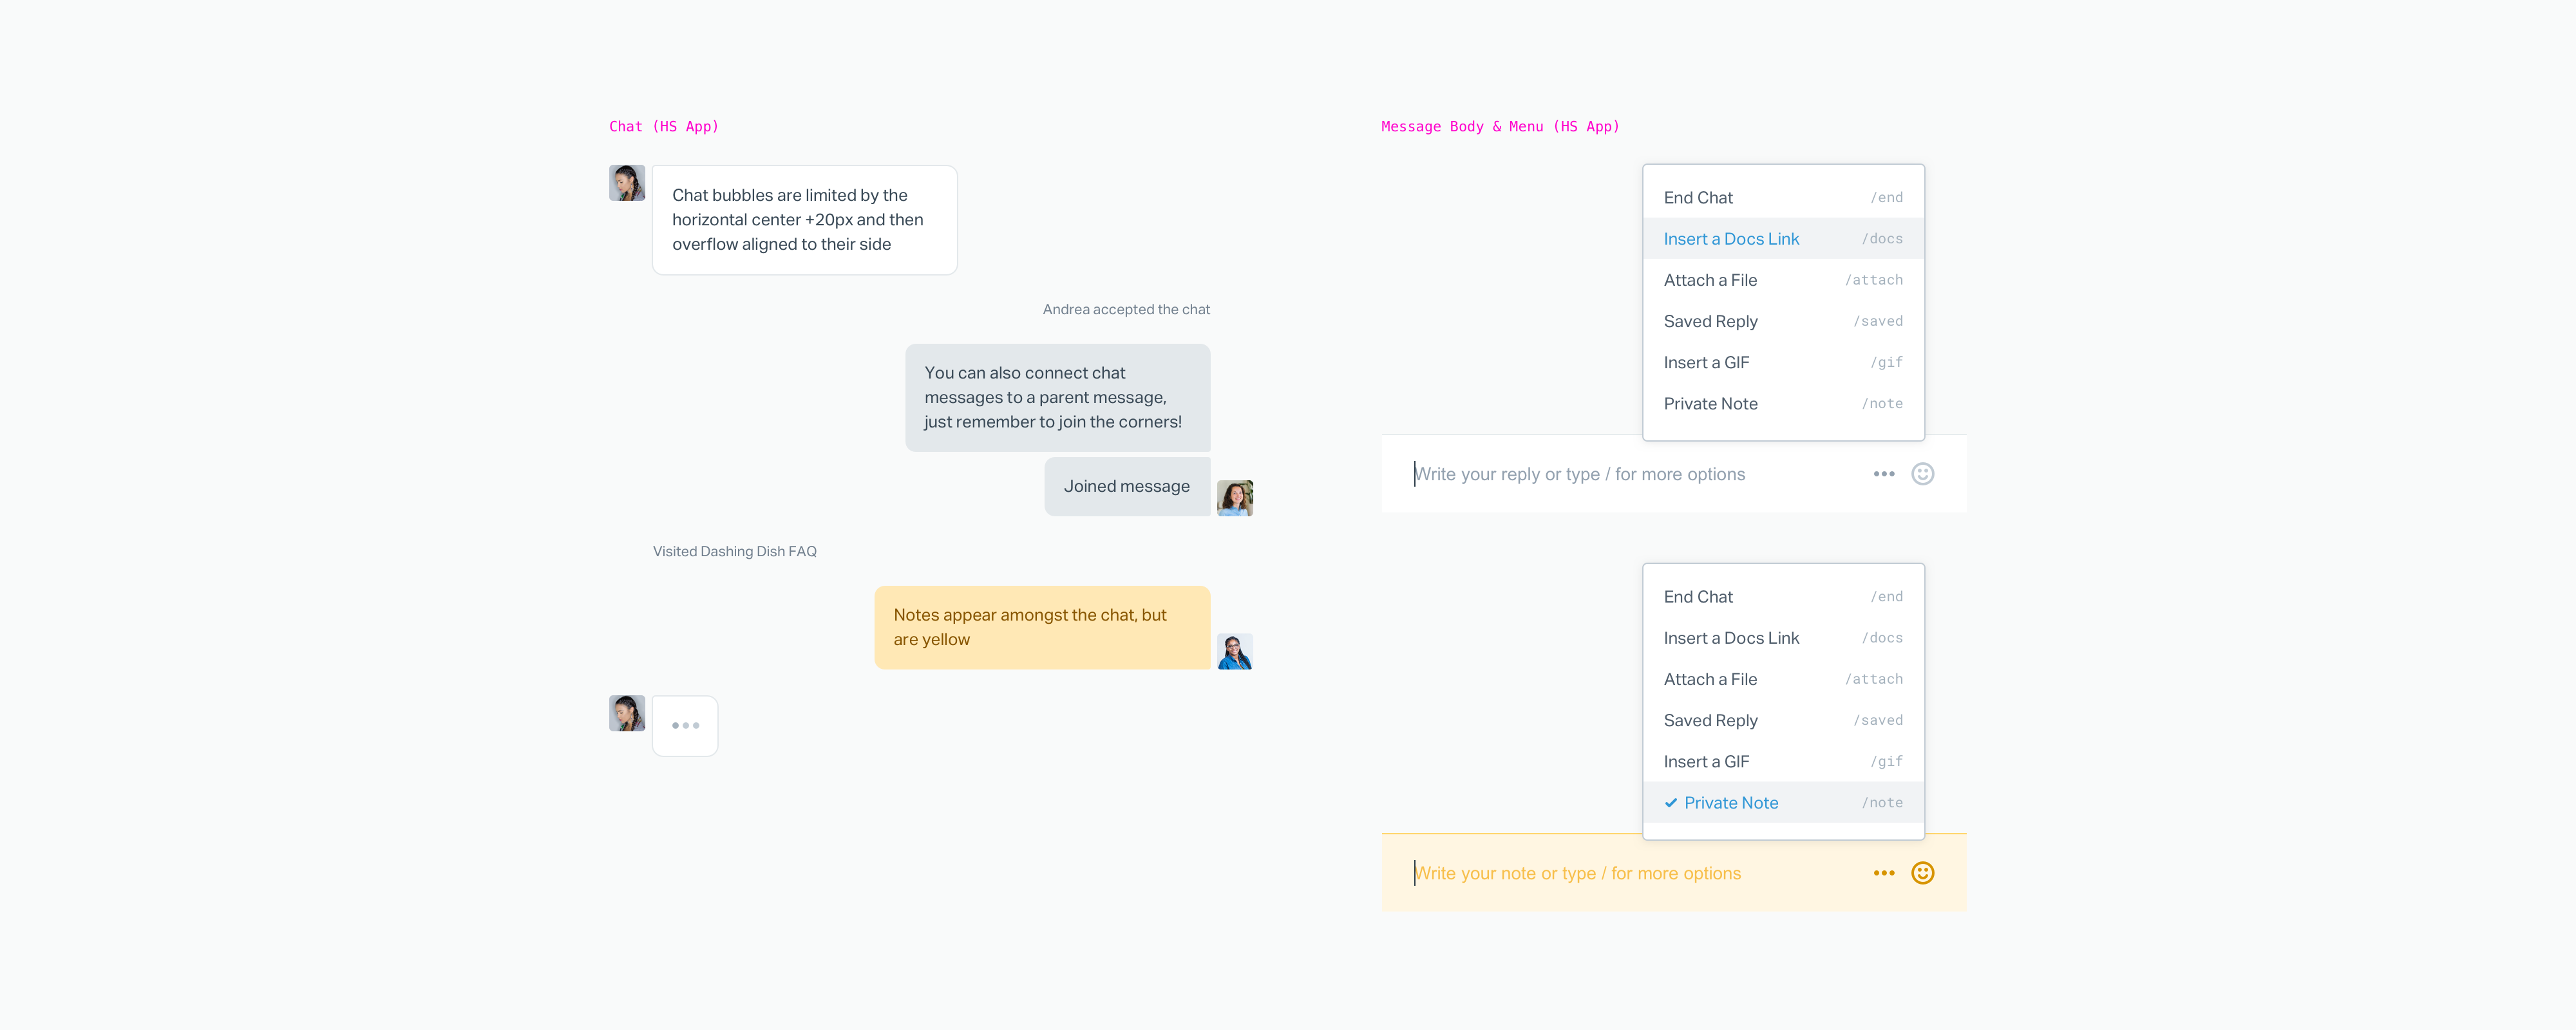 Chat (HS App)
Chat bubbles are limited by the
horizontal center +20px and then
overflow aligned to their side
Andrea accepted the chat
You can also connect chat
messages to a parent message,
just remember to join the corners!
Joined message
Visited Dashing Dish FAQ
Notes appear amongst the chat, but
are yellow
Message Body & Menu (HS App)
End Chat /end
Insert a Docs Link /docs
Attach a File /attach
Saved Reply /saved
Insert a GIF /gif
Private Note /note
Write your reply or type / for more options
End Chat /end
Insert a Docs Link /docs
Attach a File /attach
Saved Reply /saved
Insert a GIF /gif
Private Note /note
Write your note or type / for more options